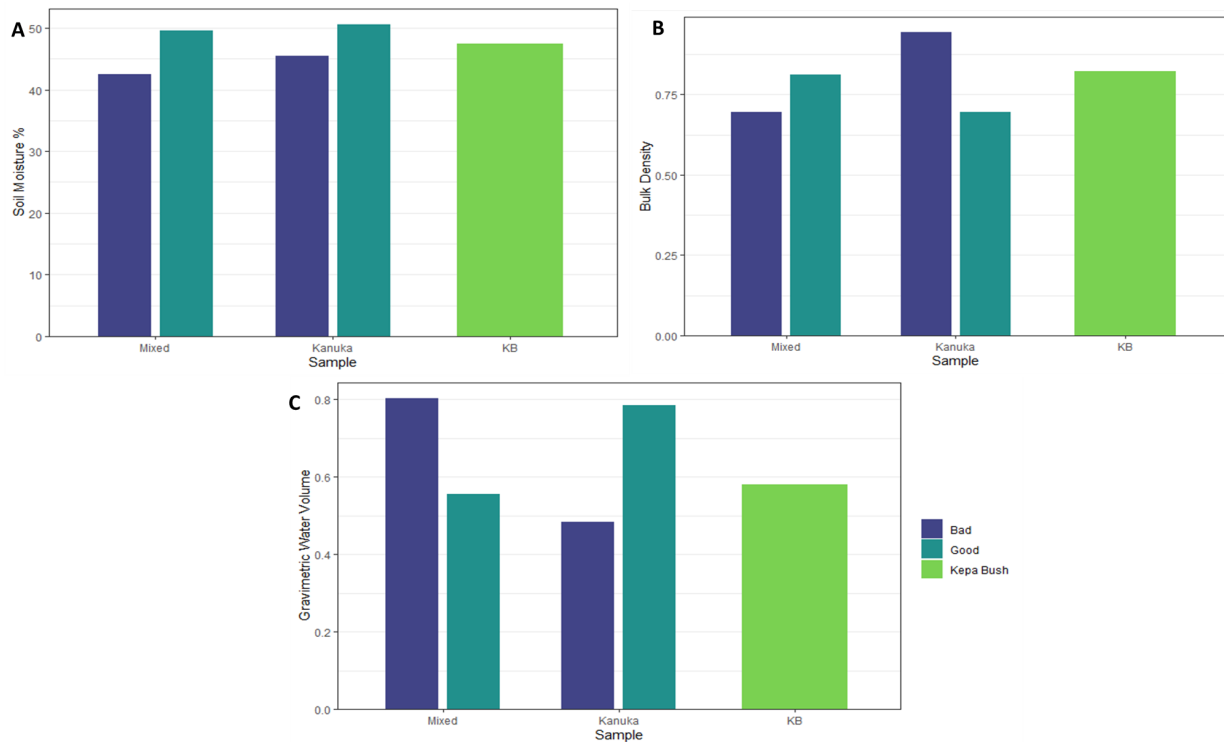 A
Soil Moisture %
50
40
30
20
10
0
Mixed Kanuka KB
Sample
B
Bulk Density
0.75
0.50
0.25
0.00
Mixed Kanuka KB
Sample
C
Gravimetric Water Volume
0.8
0.6
0.4
0.2
0.0
Mixed Kanuka KB
Sample
Bad
Good
Kepa Bush